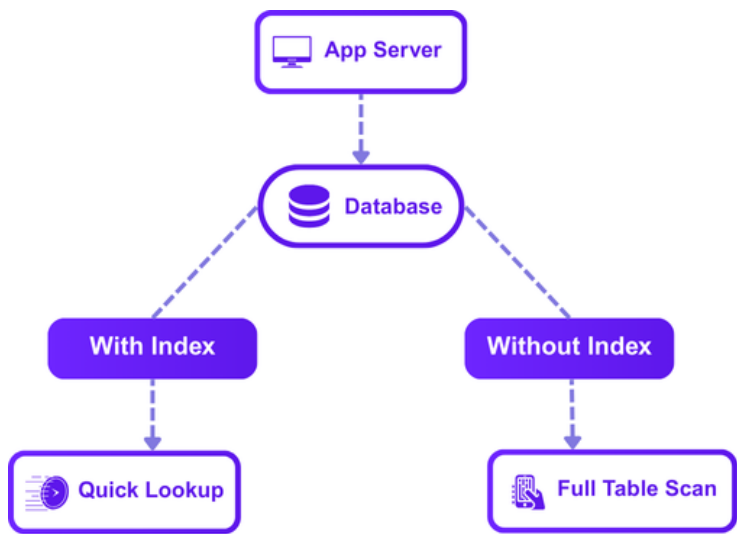 App Server
Database
With Index
Without Index
Quick Lookup
Full Table Scan